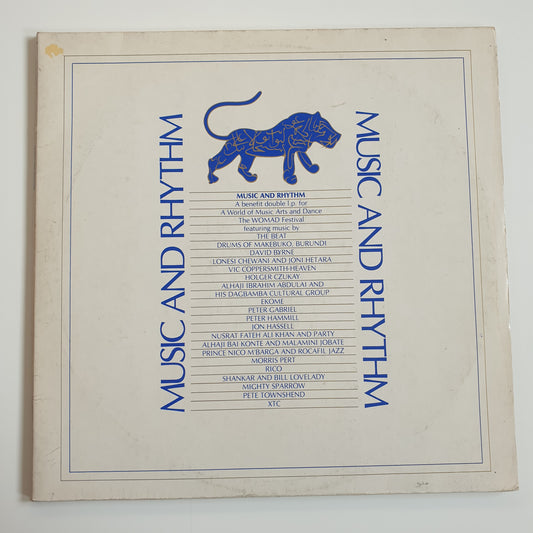 MUSIC AND RHYTHM
MUSIC AND RHYTHM
A benefit double l.p. for
A World of Music Arts and Dance
The WOMAD Festival
featuring music by
THE BEAT
DRUMS OF MAKEBUKO, BURUNDI
DAVID BYRNE
LONESI CHEWANI AND JONI HETARA
VIC COPPERSMITH-HEAVEN
HOLGER CZUKAY
ALHAJI IBRAHIM ABDULAI AND
HIS DAGBAMBA CULTURAL GROUP
EKOME
PETER GABRIEL
PETER HAMMILL
JON HASSELL
NUSRAT FATEH ALI KHAN AND PARTY
ALHAJI BAI KONTE AND MALAMINI JOBATE
PRINCE NICO M'BARGA AND ROCAFIL JAZZ
MORRIS PERT
RICO
SHANKAR AND BILL LOVELADY
MIGHTY SPARROW
PETE TOWNSHEND
XTC
MUSIC AND RHYTHM